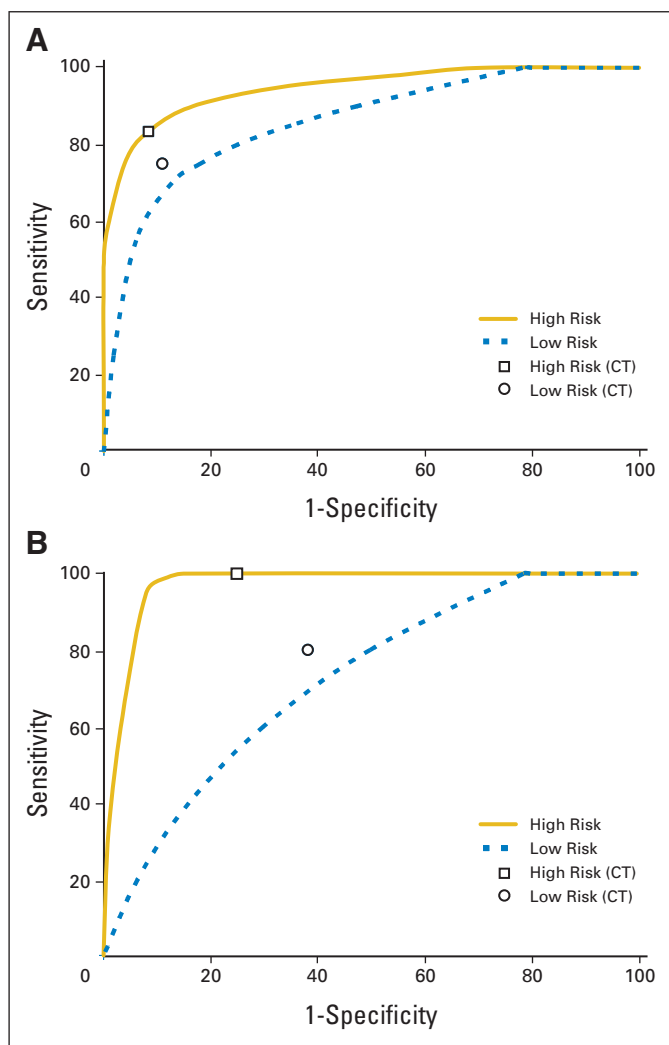 A
100
80
60
40
20
Sensitivity
High Risk
Low Risk
High Risk (CT)
Low Risk (CT)
0 20 40 60 80 100
1-Specificity
B
100
80
60
40
20
Sensitivity
High Risk
Low Risk
High Risk (CT)
Low Risk (CT)
0 20 40 60 80 100
1-Specificity